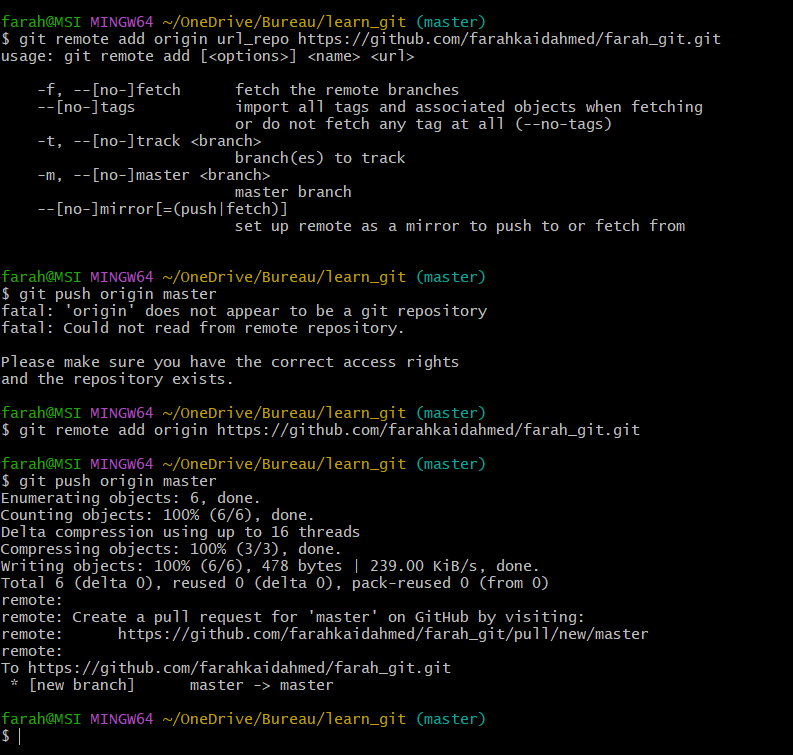 farah@MSI MINGW64 ~/OneDrive/Bureau/learn_git (master)
$ git remote add origin url_repo https://github.com/farahkaidahmed/farah_git.git
usage: git remote add [<options>] <name> <url>
-f, --[no-]fetch fetch the remote branches
--[no-]tags import all tags and associated objects when fetching
or do not fetch any tag at all (--no-tags)
-t, --[no-]track <branch>
branch(es) to track
-m, --[no-]master <branch>
master branch
--[no-]mirror[=(push|fetch)]
set up remote as a mirror to push to or fetch from
farah@MSI MINGW64 ~/OneDrive/Bureau/learn_git (master)
$ git push origin master
fatal: 'origin' does not appear to be a git repository
fatal: Could not read from remote repository.
Please make sure you have the correct access rights
and the repository exists.
farah@MSI MINGW64 ~/OneDrive/Bureau/learn_git (master)
$ git remote add origin https://github.com/farahkaidahmed/farah_git.git
farah@MSI MINGW64 ~/OneDrive/Bureau/learn_git (master)
$ git push origin master
Enumerating objects: 6, done.
Counting objects: 100% (6/6), done.
Delta compression using up to 16 threads
Compressing objects: 100% (3/3), done.
Writing objects: 100% (6/6), 478 bytes | 239.00 KiB/s, done.
Total 6 (delta 0), reused 0 (delta 0), pack-reused 0 (from 0)
remote:
remote: Create a pull request for 'master' on GitHub by visiting:
remote: https://github.com/farahkaidahmed/farah_git/pull/new/master
remote:
To https://github.com/farahkaidahmed/farah_git.git
* [new branch] master -> master
farah@MSI MINGW64 ~/OneDrive/Bureau/learn_git (master)
$